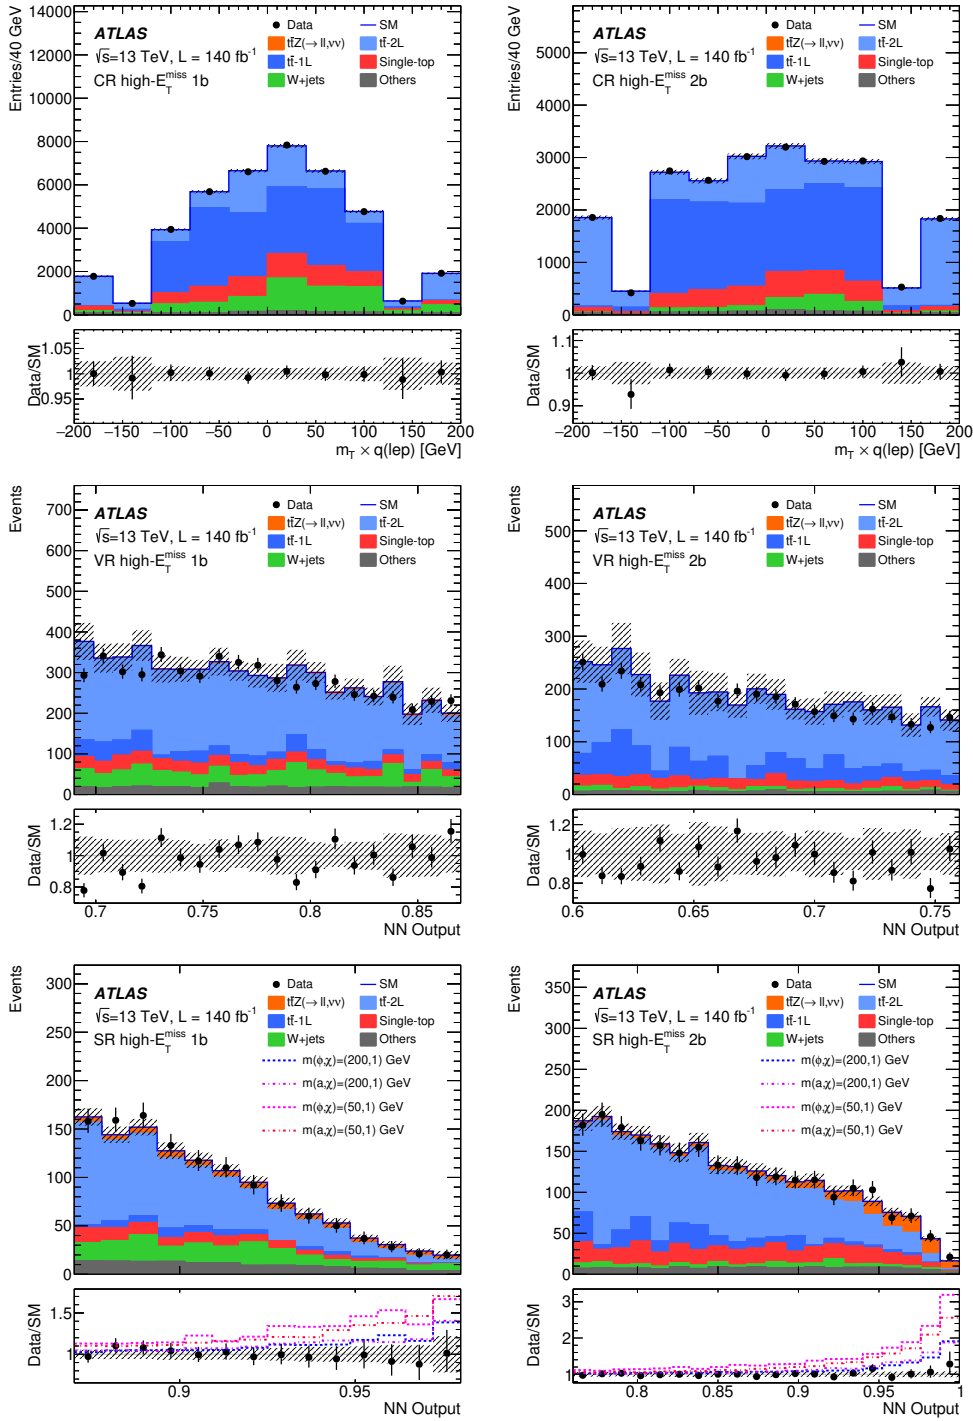 Entries/40 GeV
14000
12000
10000
8000
6000
4000
2000
0
ATLAS
√s=13 TeV, L = 140 fb⁻¹
CR high-E_T^miss 1b
Data
SM
tt̄Z(→ ll,νν)
tt̄-2L
tt̄-1L
Single-top
W+jets
Others
Data/SM
1.05
1
0.95
−200 −150 −100 −50 0 50 100 150 200
m_T × q(lep) [GeV]
Entries/40 GeV
5000
4000
3000
2000
1000
0
ATLAS
√s=13 TeV, L = 140 fb⁻¹
CR high-E_T^miss 2b
Data
SM
tt̄Z(→ ll,νν)
tt̄-2L
tt̄-1L
Single-top
W+jets
Others
Data/SM
1.1
1
0.9
−200 −150 −100 −50 0 50 100 150 200
m_T × q(lep) [GeV]
Events
700
600
500
400
300
200
100
0
ATLAS
√s=13 TeV, L = 140 fb⁻¹
VR high-E_T^miss 1b
Data
SM
tt̄Z(→ ll,νν)
tt̄-2L
tt̄-1L
Single-top
W+jets
Others
Data/SM
1.2
1
0.8
0.7 0.75 0.8 0.85
NN Output
Events
500
400
300
200
100
0
ATLAS
√s=13 TeV, L = 140 fb⁻¹
VR high-E_T^miss 2b
Data
SM
tt̄Z(→ ll,νν)
tt̄-2L
tt̄-1L
Single-top
W+jets
Others
Data/SM
1.2
1
0.8
0.6 0.65 0.7 0.75
NN Output
Events
300
250
200
150
100
50
0
ATLAS
√s=13 TeV, L = 140 fb⁻¹
SR high-E_T^miss 1b
Data
SM
tt̄Z(→ ll,νν)
tt̄-2L
tt̄-1L
Single-top
W+jets
Others
m(ϕ,χ)=(200,1) GeV
m(a,χ)=(200,1) GeV
m(ϕ,χ)=(50,1) GeV
m(a,χ)=(50,1) GeV
Data/SM
1.5
1
0.9 0.95
NN Output
Events
350
300
250
200
150
100
50
0
ATLAS
√s=13 TeV, L = 140 fb⁻¹
SR high-E_T^miss 2b
Data
SM
tt̄Z(→ ll,νν)
tt̄-2L
tt̄-1L
Single-top
W+jets
Others
m(ϕ,χ)=(200,1) GeV
m(a,χ)=(200,1) GeV
m(ϕ,χ)=(50,1) GeV
m(a,χ)=(50,1) GeV
Data/SM
3
2
1
0.8 0.85 0.9 0.95 1
NN Output